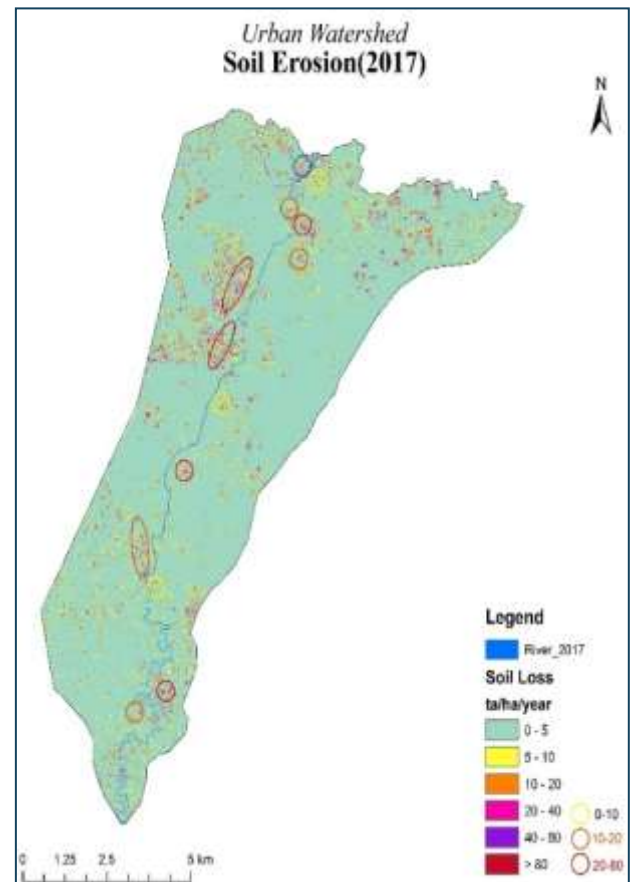 Urban Watershed
Soil Erosion(2017)
N
Legend
River_2017
Soil Loss
ta/ha/year
0 - 5
5 - 10
10 - 20
20 - 40
40 - 80
> 80
0-10
10-20
20-80
0 1.25 2.5 5 km